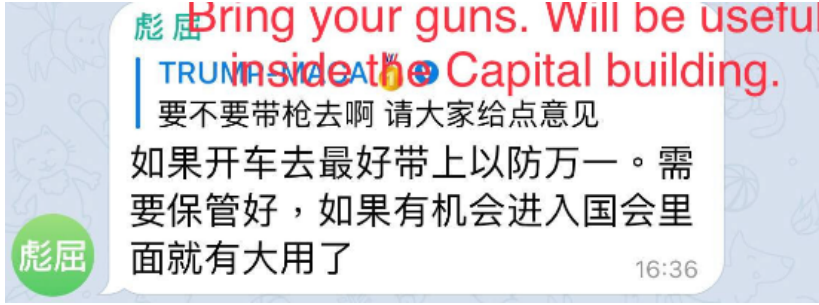 彪 屈
Bring your guns. Will be useful
inside the Capital building.
TRUMP-MAGA
要不要带枪去啊 请大家给点意见
如果开车去最好带上以防万一。需
要保管好，如果有机会进入国会里
面就有大用了
彪屈
16:36